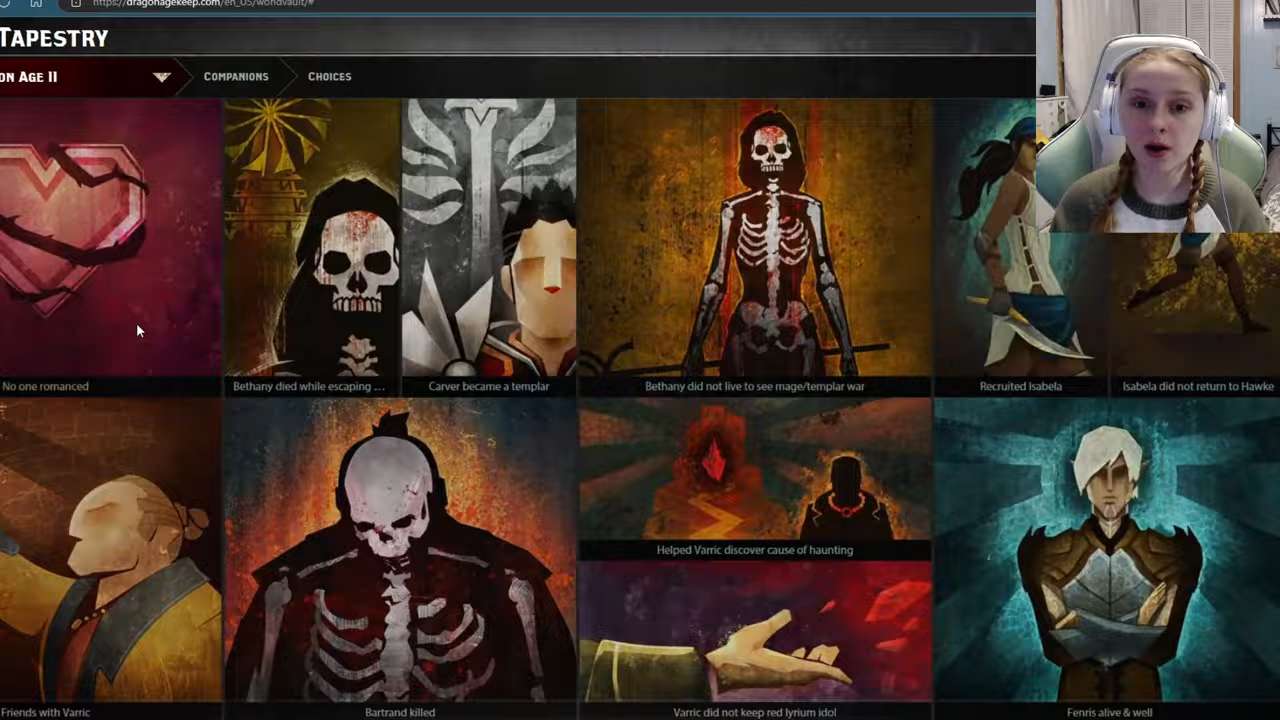 https://dragonagekeep.com/en_US/worldvault/#
TAPESTRY
ON AGE II
COMPANIONS
CHOICES
No one romanced
Bethany died while escaping ...
Carver became a templar
Bethany did not live to see mage/templar war
Recruited Isabela
Isabela did not return to Hawke
Helped Varric discover cause of haunting
Friends with Varric
Bartrand killed
Varric did not keep red lyrium idol
Fenris alive & well